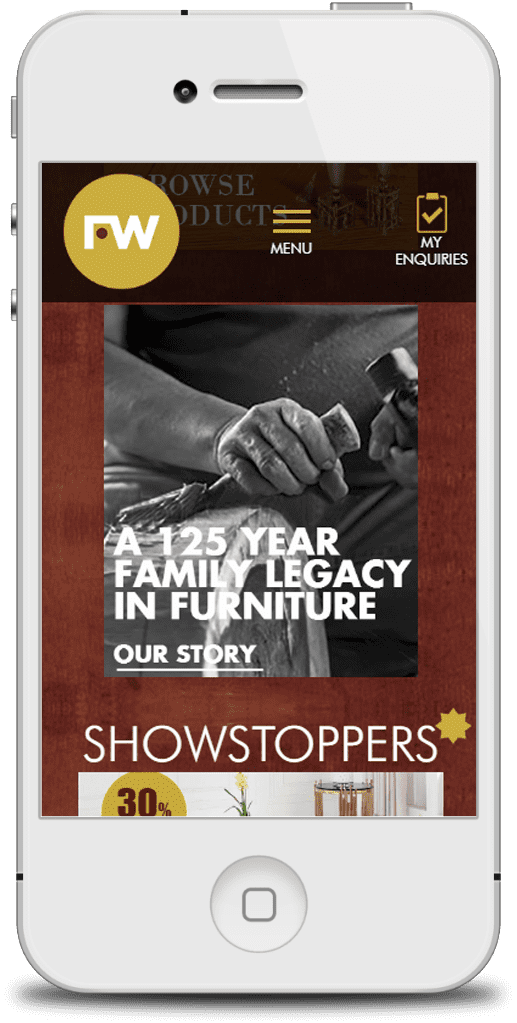 BROWSE
PRODUCTS
rw
MENU
MY
ENQUIRIES
A 125 YEAR
FAMILY LEGACY
IN FURNITURE
OUR STORY
SHOWSTOPPERS
30%